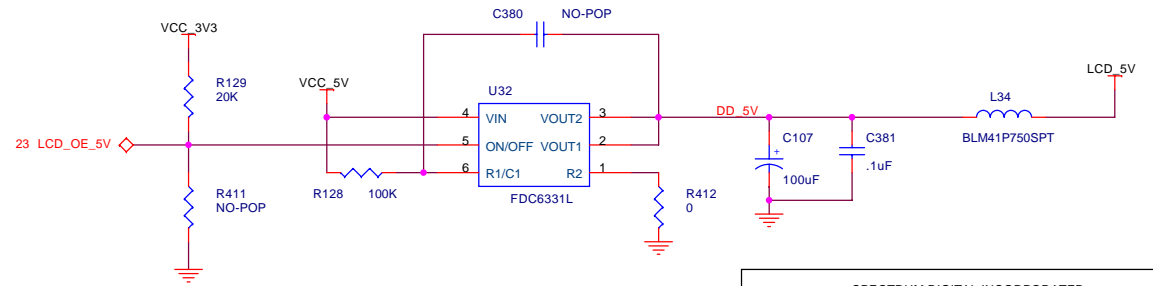 C380 NO-POP
VCC_3V3
R129
20K
VCC_5V
LCD_5V
U32
L34
4 VIN VOUT2 3
DD_5V
BLM41P750SPT
23 LCD_OE_5V
5 ON/OFF VOUT1 2
C107
+
100uF
C381
.1uF
6 R1/C1 R2 1
R128 100K
FDC6331L
R411
NO-POP
R412
0